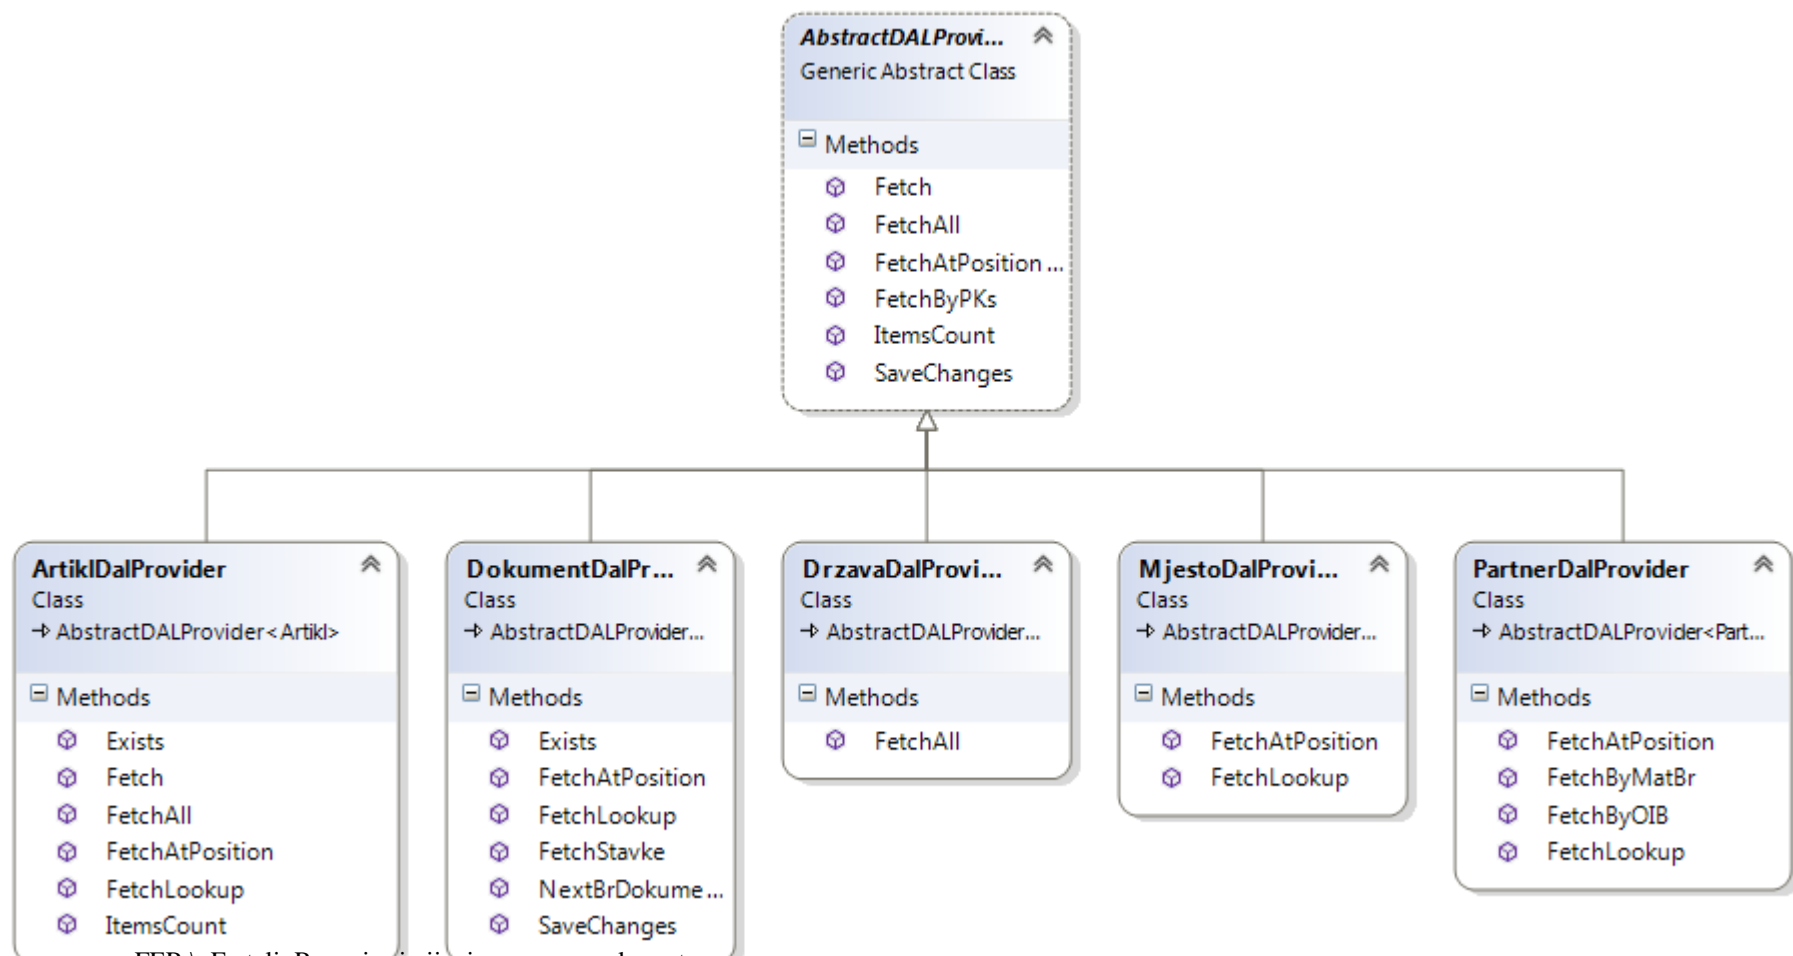 AbstractDALProvi...
Generic Abstract Class
Methods
Fetch
FetchAll
FetchAtPosition ...
FetchByPKs
ItemsCount
SaveChanges
ArtiklDalProvider
Class
AbstractDALProvider<Artikl>
Methods
Exists
Fetch
FetchAll
FetchAtPosition
FetchLookup
ItemsCount
DokumentDalPr...
Class
AbstractDALProvider...
Methods
Exists
FetchAtPosition
FetchLookup
FetchStavke
NextBrDokume...
SaveChanges
DrzavaDalProvi...
Class
AbstractDALProvider...
Methods
FetchAll
MjestoDalProvi...
Class
AbstractDALProvider...
Methods
FetchAtPosition
FetchLookup
PartnerDalProvider
Class
AbstractDALProvider<Part...
Methods
FetchAtPosition
FetchByMatBr
FetchByOIB
FetchLookup